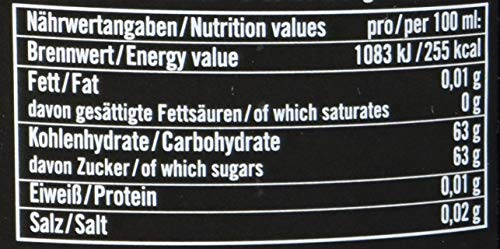 Nährwertangaben/Nutrition values pro/per 100 ml:
Brennwert/Energy value 1083 kJ/255 kcal
Fett/Fat 0,01 g
davon gesättigte Fettsäuren/of which saturates 0 g
Kohlenhydrate/Carbohydrate 63 g
davon Zucker/of which sugars 63 g
Eiweiß/Protein 0,01 g
Salz/Salt 0,02 g